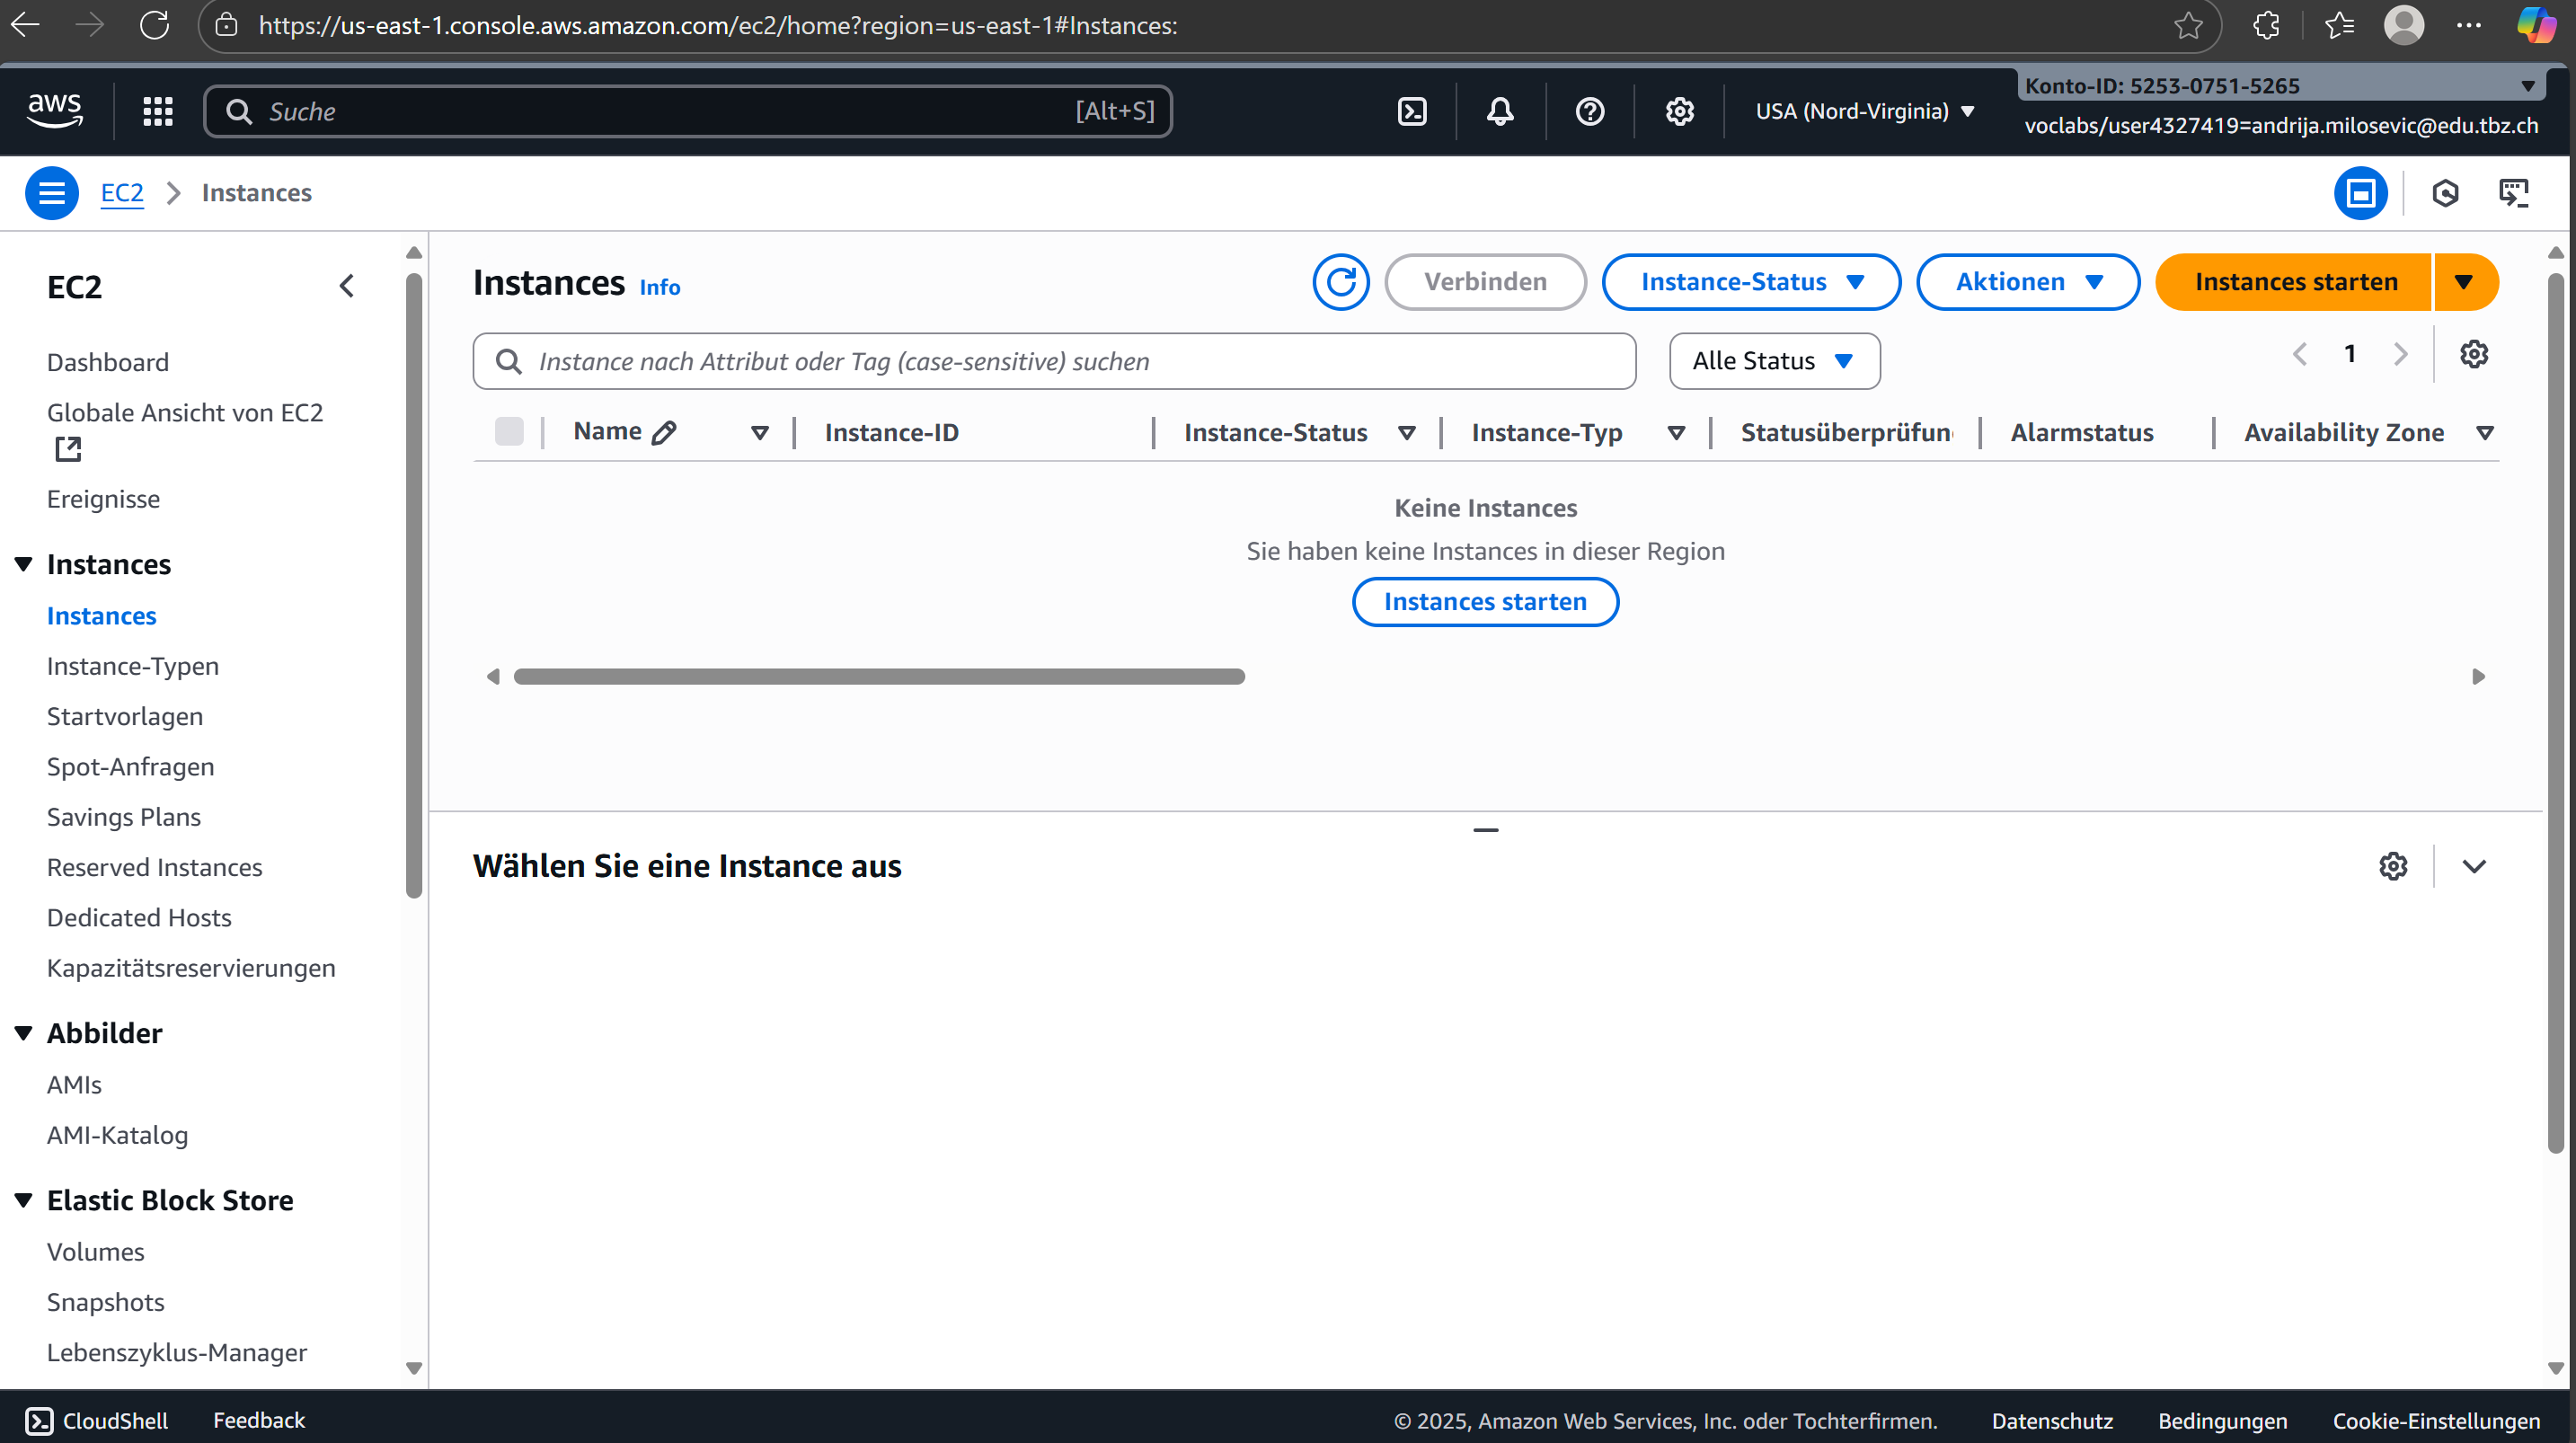 https://us-east-1.console.aws.amazon.com/ec2/home?region=us-east-1#Instances:
aws
Suche [Alt+S]
USA (Nord-Virginia)
Konto-ID: 5253-0751-5265
voclabs/user4327419=andrija.milosevic@edu.tbz.ch
EC2 Instances
EC2
Dashboard
Globale Ansicht von EC2
Ereignisse
Instances
Instances
Instance-Typen
Startvorlagen
Spot-Anfragen
Savings Plans
Reserved Instances
Dedicated Hosts
Kapazitätsreservierungen
Abbilder
AMIs
AMI-Katalog
Elastic Block Store
Volumes
Snapshots
Lebenszyklus-Manager
Instances Info
Verbinden
Instance-Status
Aktionen
Instances starten
Instance nach Attribut oder Tag (case-sensitive) suchen
Alle Status
1
Name Instance-ID Instance-Status Instance-Typ Statusüberprüfun Alarmstatus Availability Zone
Keine Instances
Sie haben keine Instances in dieser Region
Instances starten
Wählen Sie eine Instance aus
CloudShell Feedback © 2025, Amazon Web Services, Inc. oder Tochterfirmen. Datenschutz Bedingungen Cookie-Einstellungen